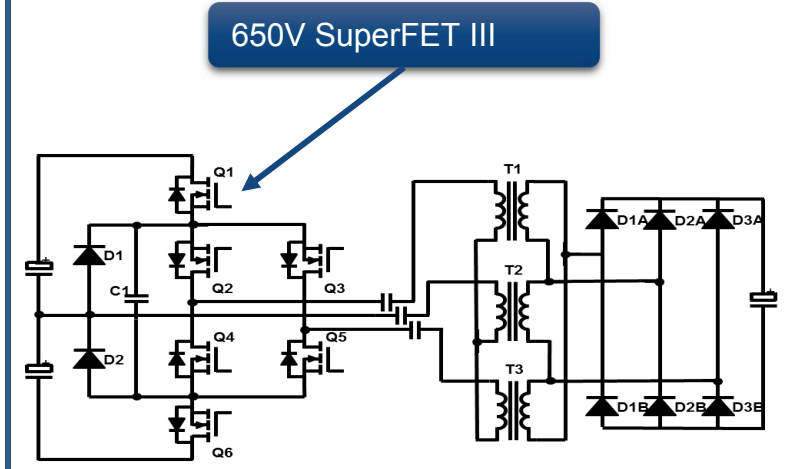 650V SuperFET III
Q1
T1
D1A
D2A
D3A
D1
C1
Q2
Q3
T2
Q4
Q5
D2
T3
D1B
D2B
D3B
Q6
+
+
+